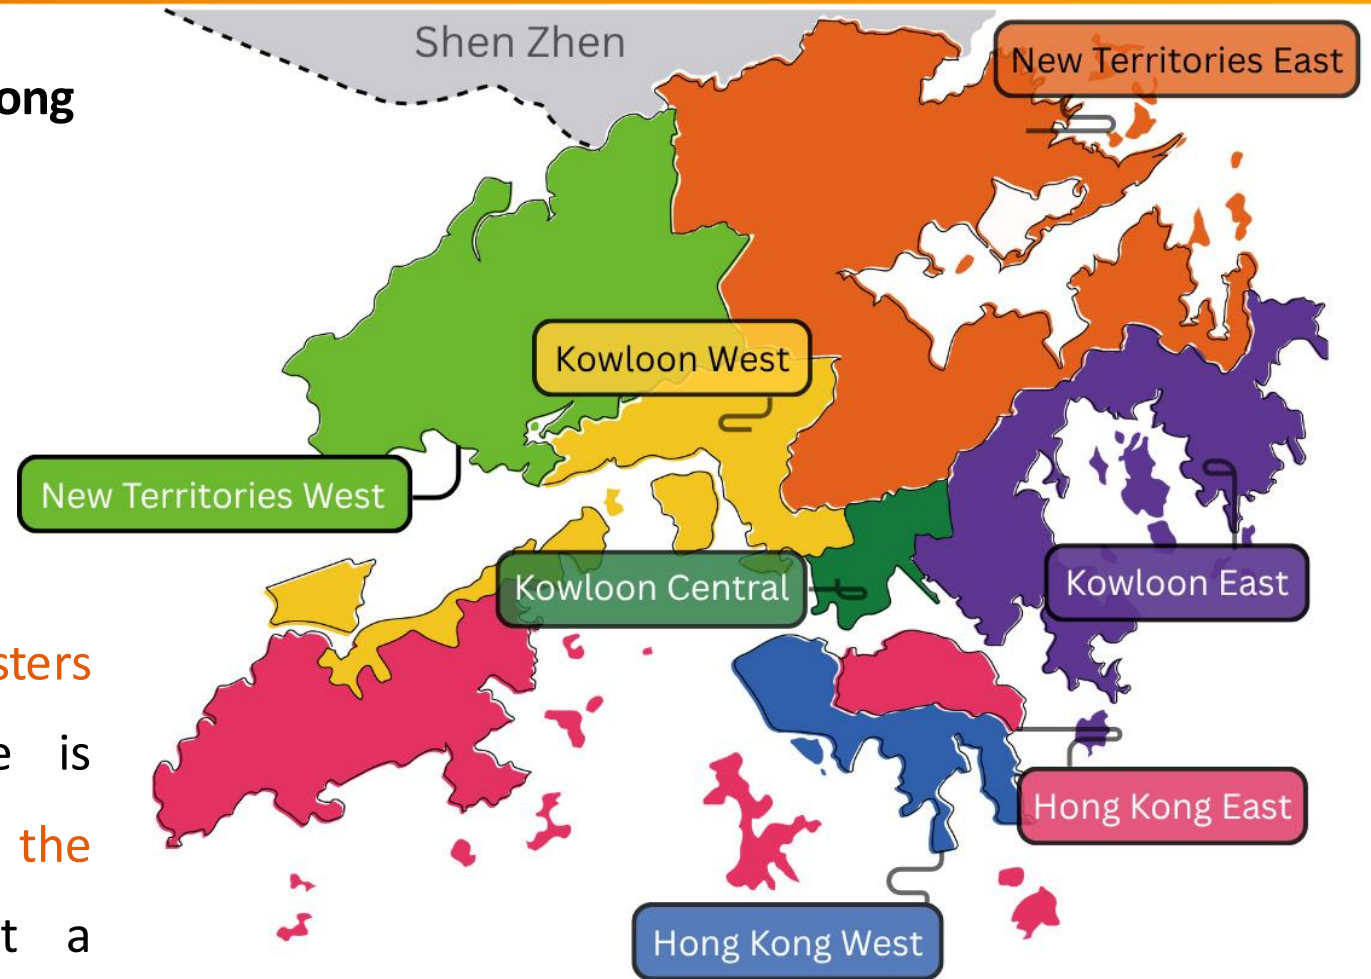 Shen Zhen
New Territories East
ong
Kowloon West
New Territories West
Kowloon Central
Kowloon East
sters
e is
the
Hong Kong East
t a
Hong Kong West